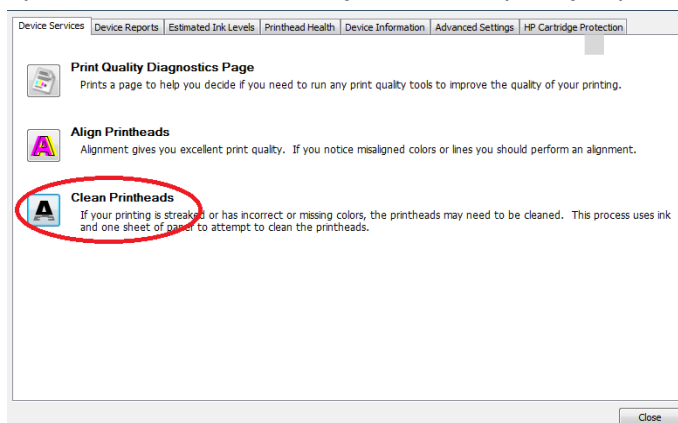 Device Services Device Reports Estimated Ink Levels Printhead Health Device Information Advanced Settings HP Cartridge Protection
Print Quality Diagnostics Page
Prints a page to help you decide if you need to run any print quality tools to improve the quality of your printing.
Align Printheads
Alignment gives you excellent print quality. If you notice misaligned colors or lines you should perform an alignment.
Clean Printheads
If your printing is streaked or has incorrect or missing colors, the printheads may need to be cleaned. This process uses ink
and one sheet of paper to attempt to clean the printheads.
Close